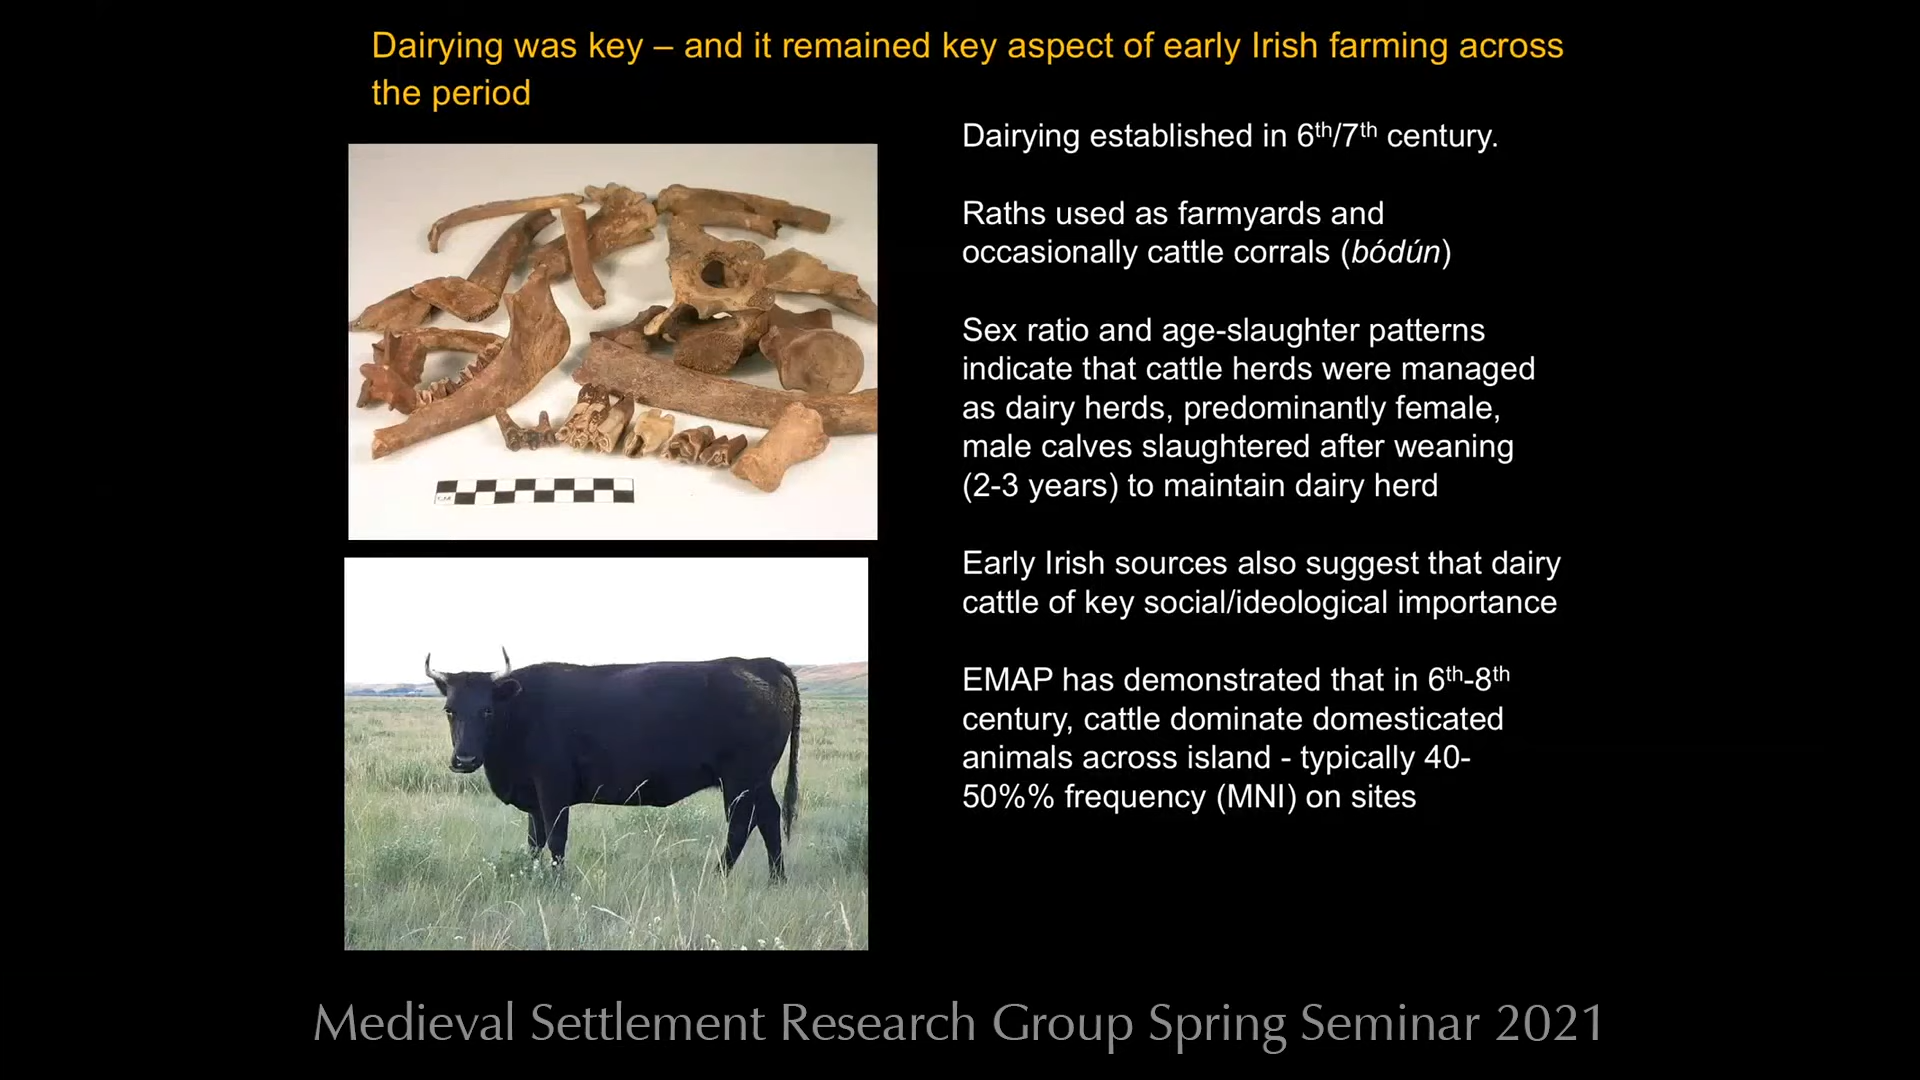 Dairying was key – and it remained key aspect of early Irish farming across
the period
Dairying established in 6th/7th century.
Raths used as farmyards and
occasionally cattle corrals (bódún)
Sex ratio and age-slaughter patterns
indicate that cattle herds were managed
as dairy herds, predominantly female,
male calves slaughtered after weaning
(2-3 years) to maintain dairy herd
Early Irish sources also suggest that dairy
cattle of key social/ideological importance
EMAP has demonstrated that in 6th-8th
century, cattle dominate domesticated
animals across island - typically 40-
50%% frequency (MNI) on sites
Medieval Settlement Research Group Spring Seminar 2021